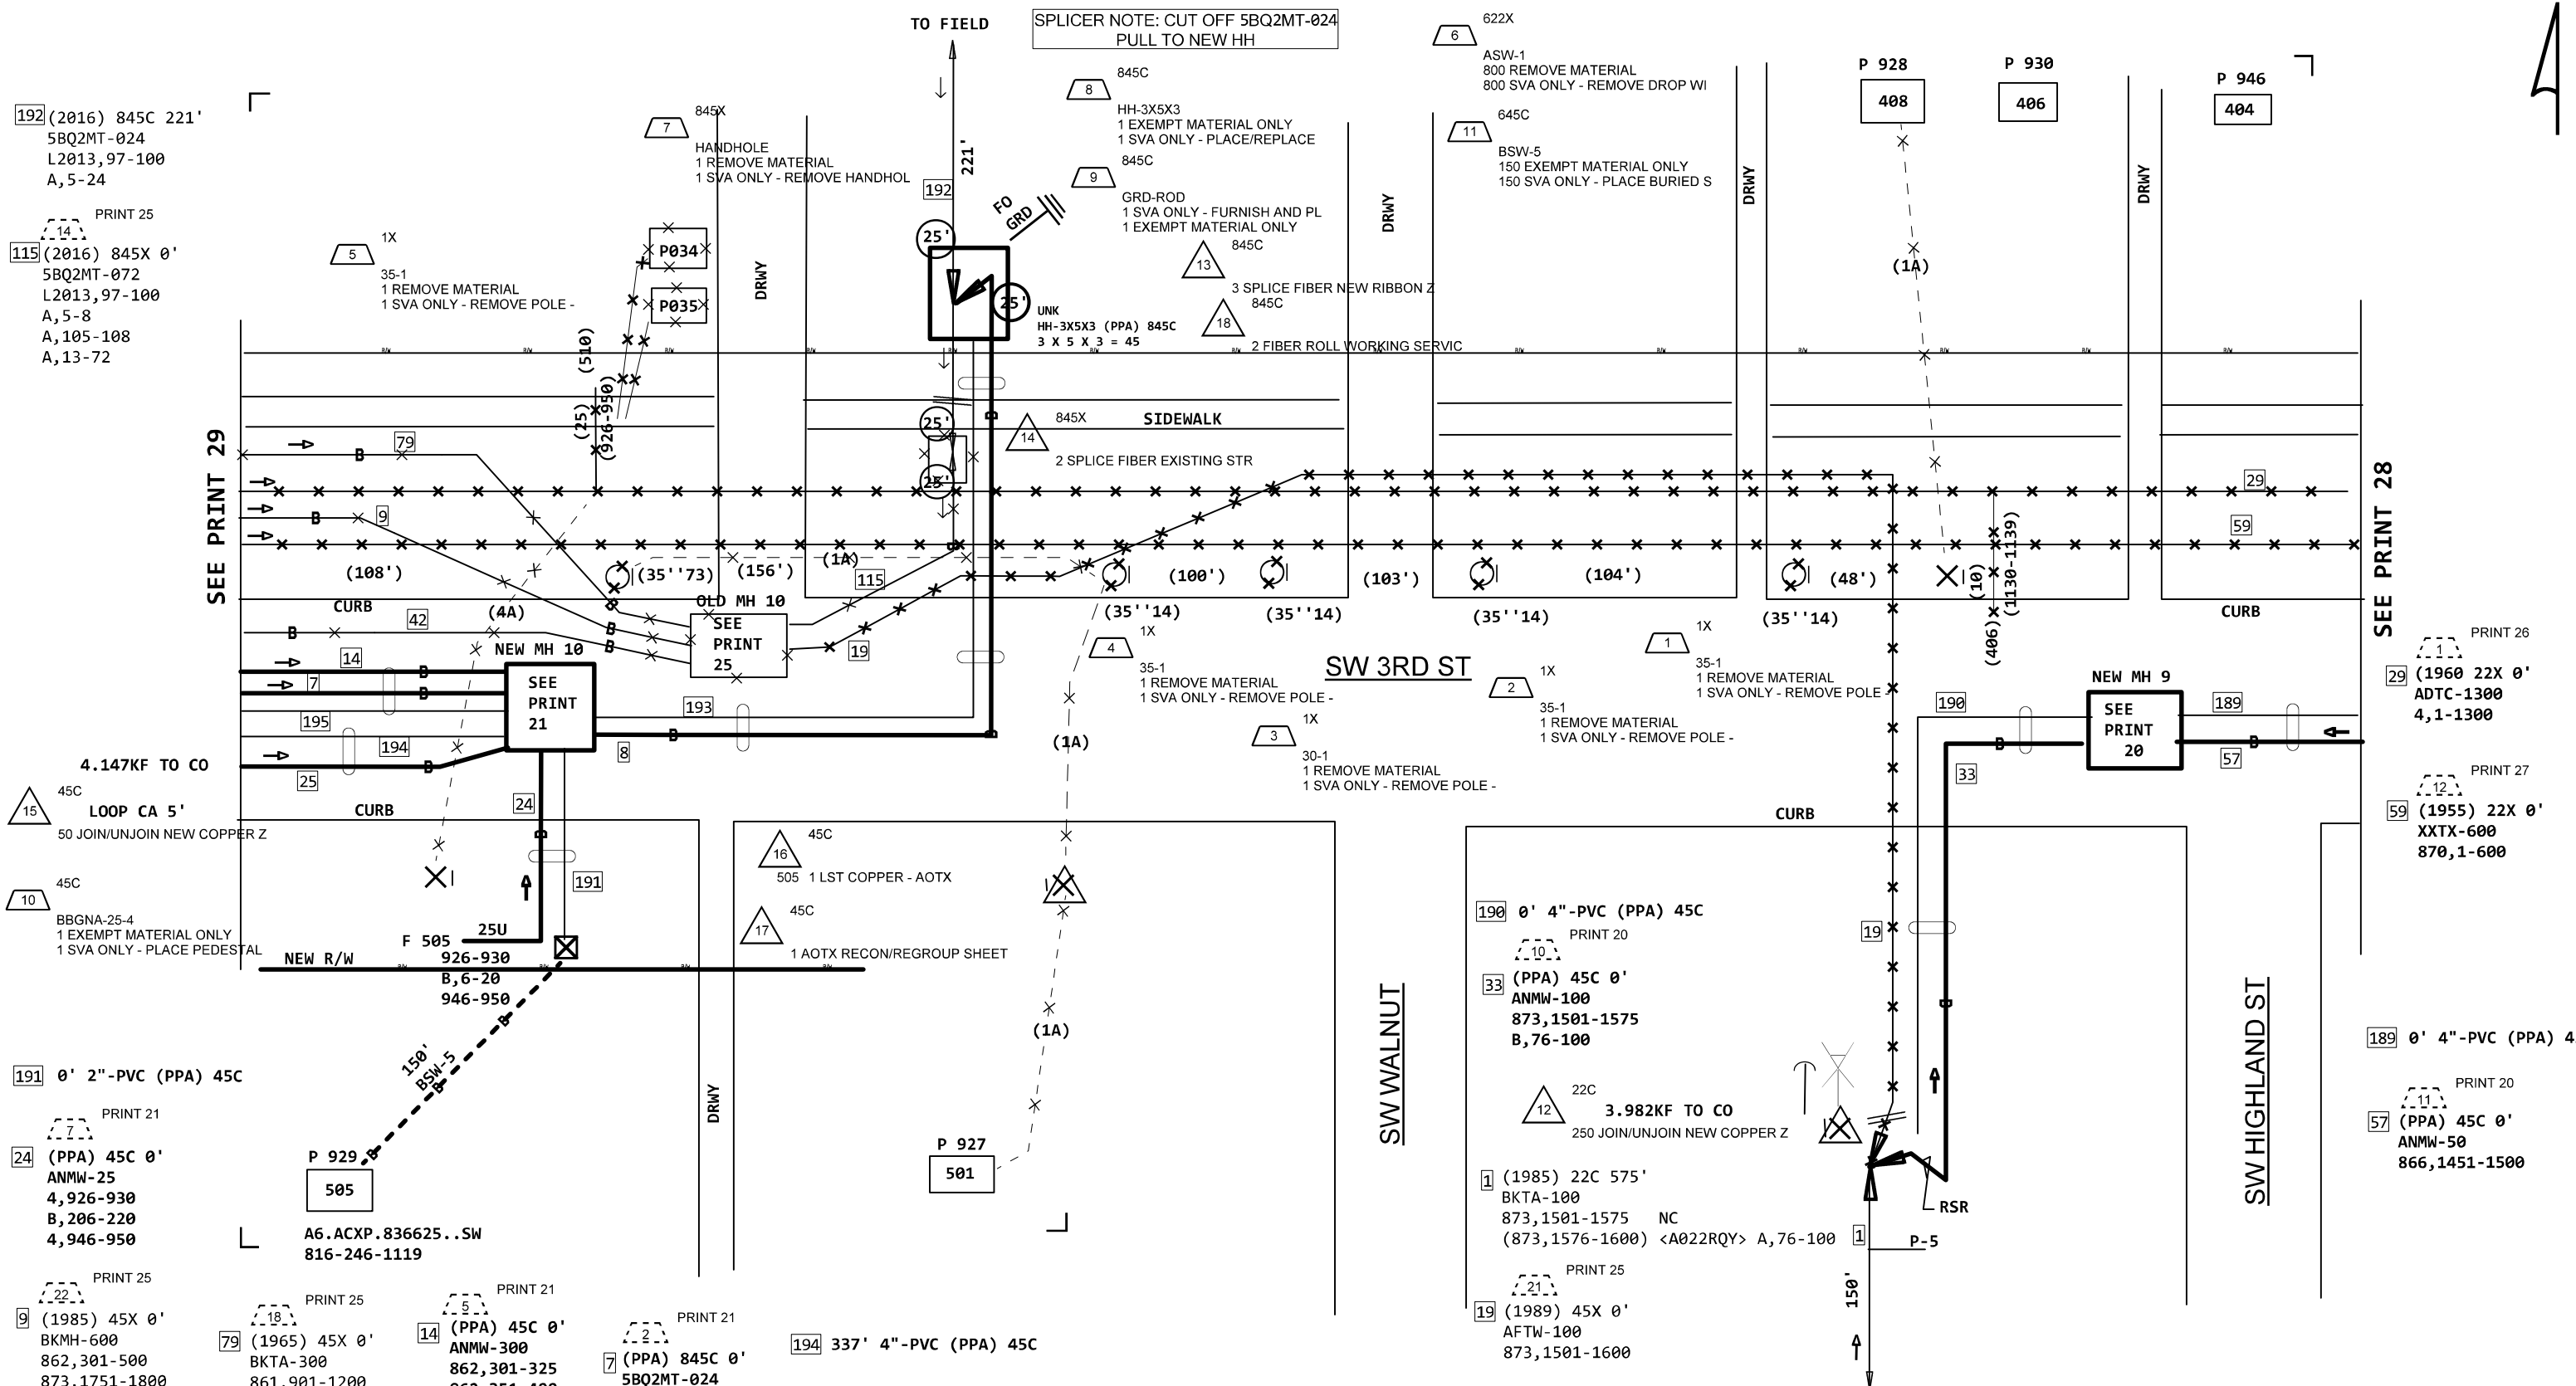 TO FIELD
SPLICER NOTE: CUT OFF 5BQ2MT-024
PULL TO NEW HH
6
622X
ASW-1
800 REMOVE MATERIAL
800 SVA ONLY - REMOVE DROP WI
P 928
408
P 930
406
P 946
404
192 (2016) 845C 221'
5BQ2MT-024
L2013,97-100
A,5-24
PRINT 25
14
115 (2016) 845X 0'
5BQ2MT-072
L2013,97-100
A,5-8
A,105-108
A,13-72
7
845X
HANDHOLE
1 REMOVE MATERIAL
1 SVA ONLY - REMOVE HANDHOL
8
845C
HH-3X5X3
1 EXEMPT MATERIAL ONLY
1 SVA ONLY - PLACE/REPLACE
9
845C
GRD-ROD
1 SVA ONLY - FURNISH AND PL
1 EXEMPT MATERIAL ONLY
11
645C
BSW-5
150 EXEMPT MATERIAL ONLY
150 SVA ONLY - PLACE BURIED S
5
1X
35-1
1 REMOVE MATERIAL
1 SVA ONLY - REMOVE POLE -
P034
P035
DRWY
192
221'
FO
GRD
25'
25'
UNK
HH-3X5X3 (PPA) 845C
3 X 5 X 3 = 45
13
845C
3 SPLICE FIBER NEW RIBBON Z
18
845C
2 FIBER ROLL WORKING SERVIC
DRWY
DRWY
DRWY
(1A)
(510)
(25)
(926-950)
R/W R/W R/W R/W R/W R/W R/W R/W R/W R/W R/W R/W R/W R/W
25'
25'
14
845X
2 SPLICE FIBER EXISTING STR
SIDEWALK
SEE PRINT 29
79
B
9
B
29
59
SEE PRINT 28
(108')
(35''73)
(156')
(1A)
115
(100')
(103')
(104')
(48')
(10)
(1130-1139)
(406)
CURB
(4A)
OLD MH 10
SEE
PRINT
25
19
(35''14)
(35''14)
(35''14)
(35''14)
CURB
42
B
NEW MH 10
SEE
PRINT
21
14
7
195
194
25
193
8
4
1X
35-1
1 REMOVE MATERIAL
1 SVA ONLY - REMOVE POLE -
SW 3RD ST
1
1X
35-1
1 REMOVE MATERIAL
1 SVA ONLY - REMOVE POLE -
2
1X
35-1
1 REMOVE MATERIAL
1 SVA ONLY - REMOVE POLE -
3
1X
30-1
1 REMOVE MATERIAL
1 SVA ONLY - REMOVE POLE -
(1A)
NEW MH 9
SEE
PRINT
20
190
33
189
57
PRINT 26
1
29 (1960 22X 0'
ADTC-1300
4,1-1300
PRINT 27
12
59 (1955) 22X 0'
XXTX-600
870,1-600
4.147KF TO CO
15
45C
LOOP CA 5'
50 JOIN/UNJOIN NEW COPPER Z
CURB
24
191
CURB
16
45C
505 1 LST COPPER - AOTX
17
45C
1 AOTX RECON/REGROUP SHEET
10
45C
BBGNA-25-4
1 EXEMPT MATERIAL ONLY
1 SVA ONLY - PLACE PEDESTAL
F 505
25U
926-930
B,6-20
946-950
NEW R/W
R/W R/W R/W R/W
150'
BSW-5
(1A)
SW WALNUT
190 0' 4"-PVC (PPA) 45C
PRINT 20
10
33 (PPA) 45C 0'
ANMW-100
873,1501-1575
B,76-100
19
SW HIGHLAND ST
191 0' 2"-PVC (PPA) 45C
PRINT 21
7
24 (PPA) 45C 0'
ANMW-25
4,926-930
B,206-220
4,946-950
P 929
505
A6.ACXP.836625..SW
816-246-1119
DRWY
P 927
501
12
22C
3.982KF TO CO
250 JOIN/UNJOIN NEW COPPER Z
1 (1985) 22C 575'
BKTA-100
873,1501-1575 NC
(873,1576-1600) <A022RQY> A,76-100
1
P-5
RSR
150'
189 0' 4"-PVC (PPA) 4
PRINT 20
11
57 (PPA) 45C 0'
ANMW-50
866,1451-1500
PRINT 25
22
9 (1985) 45X 0'
BKMH-600
862,301-500
873,1751-1800
PRINT 25
18
79 (1965) 45X 0'
BKTA-300
861,901-1200
PRINT 21
5
14 (PPA) 45C 0'
ANMW-300
862,301-325
PRINT 21
2
7 (PPA) 845C 0'
5BQ2MT-024
194 337' 4"-PVC (PPA) 45C
PRINT 25
21
19 (1989) 45X 0'
AFTW-100
873,1501-1600